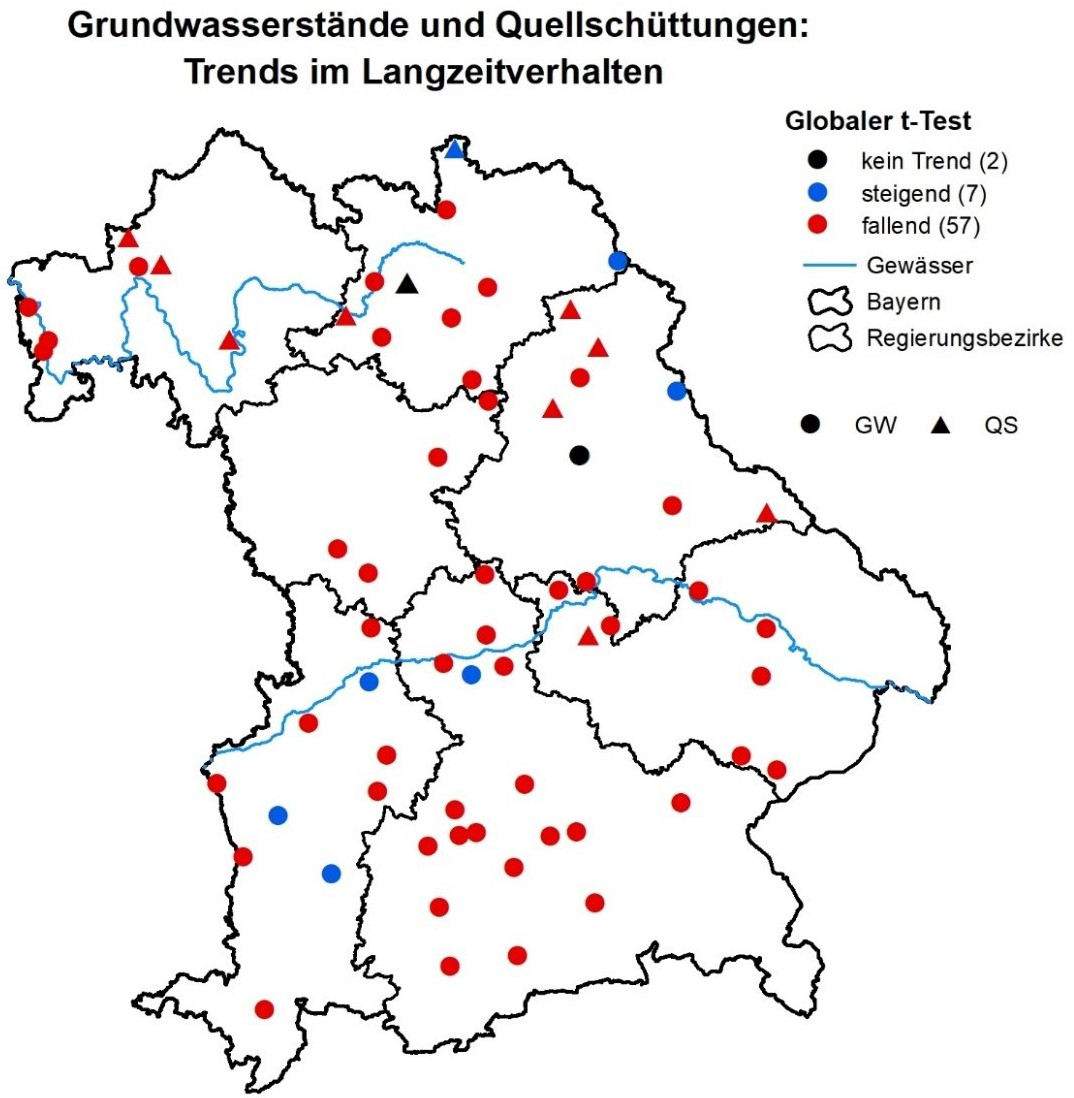 Grundwasserstände und Quellschüttungen:
Trends im Langzeitverhalten
Globaler t-Test
kein Trend (2)
steigend (7)
fallend (57)
Gewässer
Bayern
Regierungsbezirke
GW QS